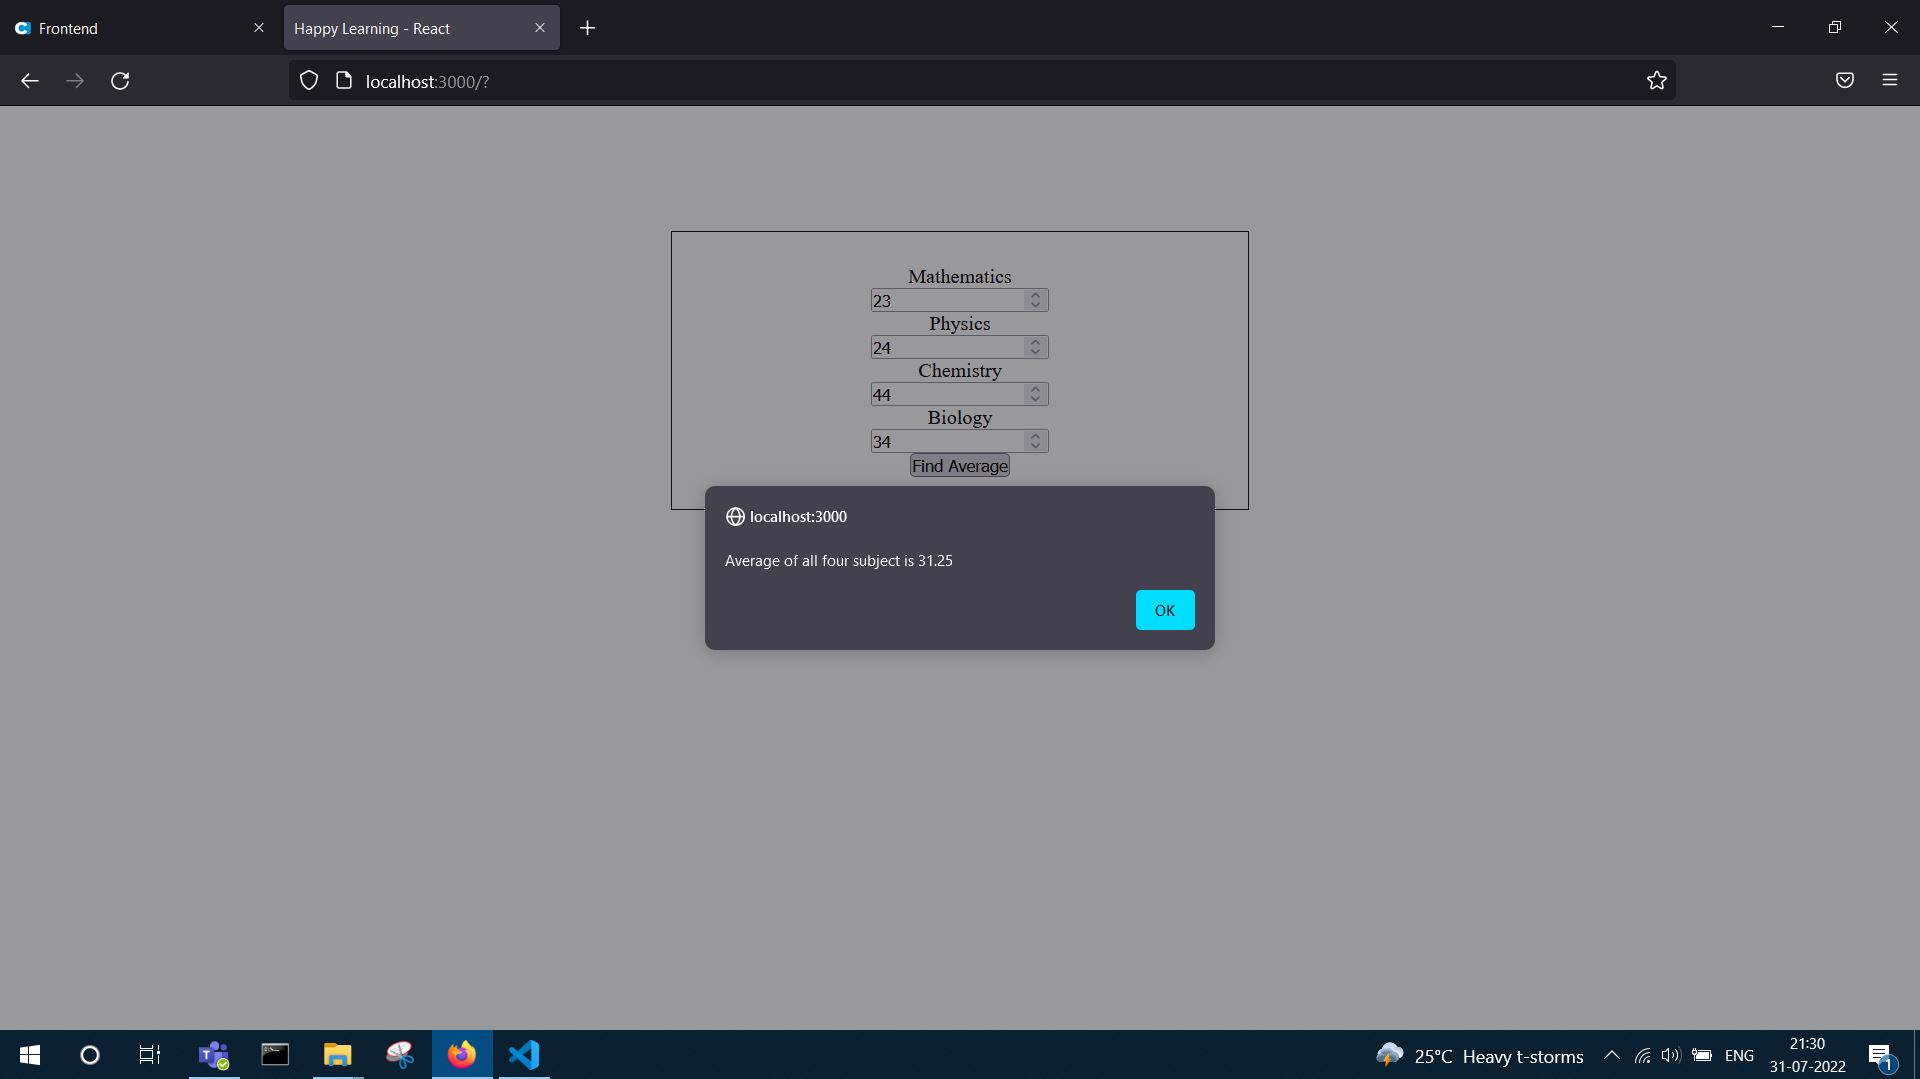 Frontend
Happy Learning - React
localhost:3000/?
Mathematics
23
Physics
24
Chemistry
44
Biology
34
Find Average
localhost:3000
Average of all four subject is 31.25
OK
25°C Heavy t-storms
ENG
21:30
31-07-2022
1